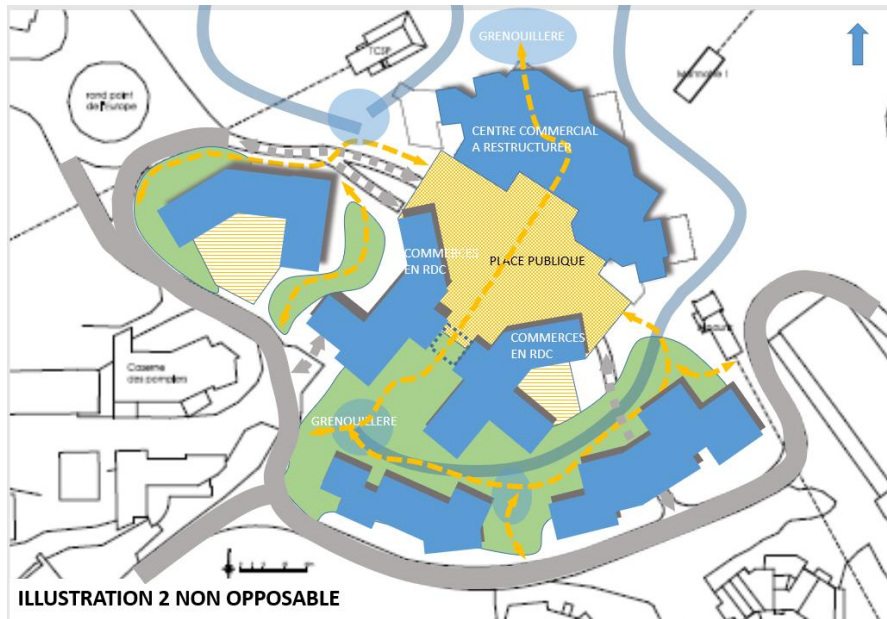 GRENOUILLERE
TCSP
rond point
de l'Europe
CENTRE COMMERCIAL
A RESTRUCTURER
COMMERCES
EN RDC
PLACE PUBLIQUE
COMMERCES
EN RDC
Caserne
des pompiers
GRENOUILLERE
ILLUSTRATION 2 NON OPPOSABLE